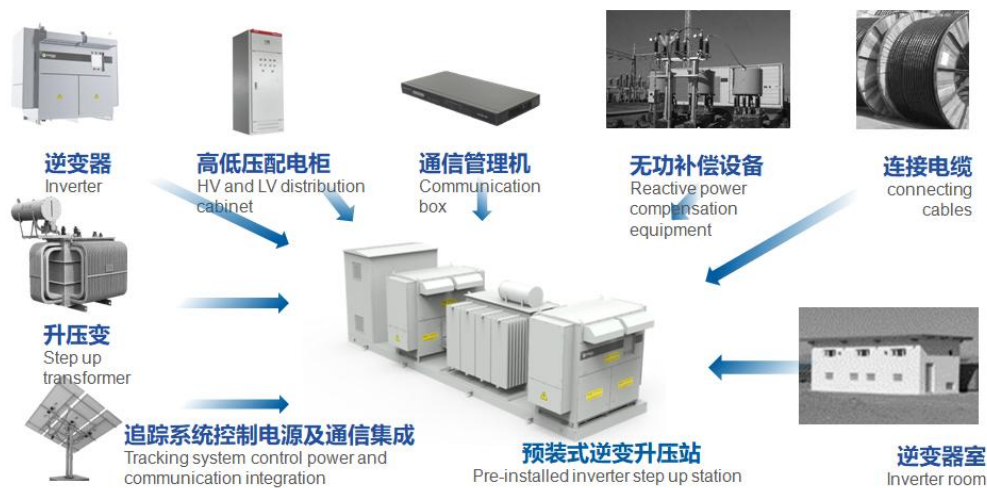 逆变器
Inverter
高低压配电柜
HV and LV distribution
cabinet
通信管理机
Communication
box
无功补偿设备
Reactive power
compensation
equipment
连接电缆
connecting
cables
升压变
Step up
transformer
追踪系统控制电源及通信集成
Tracking system control power and
communication integration
预装式逆变升压站
Pre-installed inverter step up station
逆变器室
Inverter room